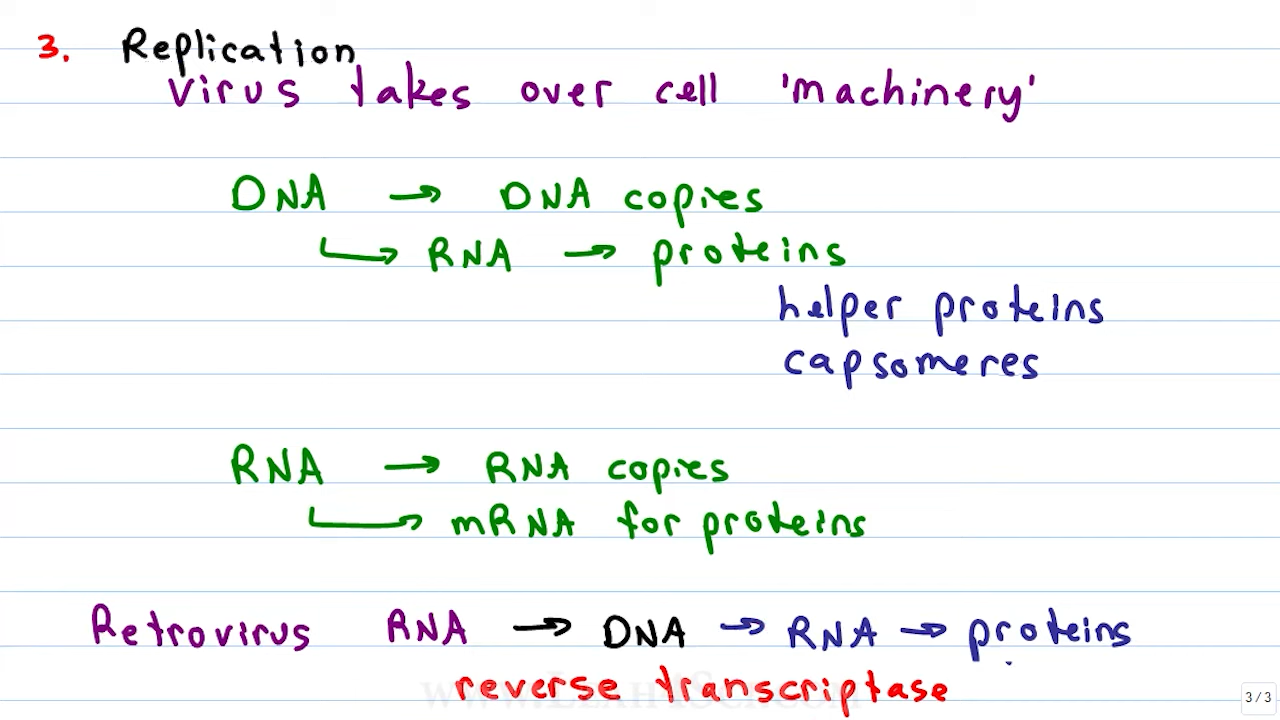 3. Replication
virus takes over cell 'machinery'
DNA → DNA copies
↳ RNA → proteins
helper proteins
capsomeres
RNA → RNA copies
↳ mRNA for proteins
Retrovirus RNA → DNA → RNA → proteins
reverse transcriptase
3 / 3